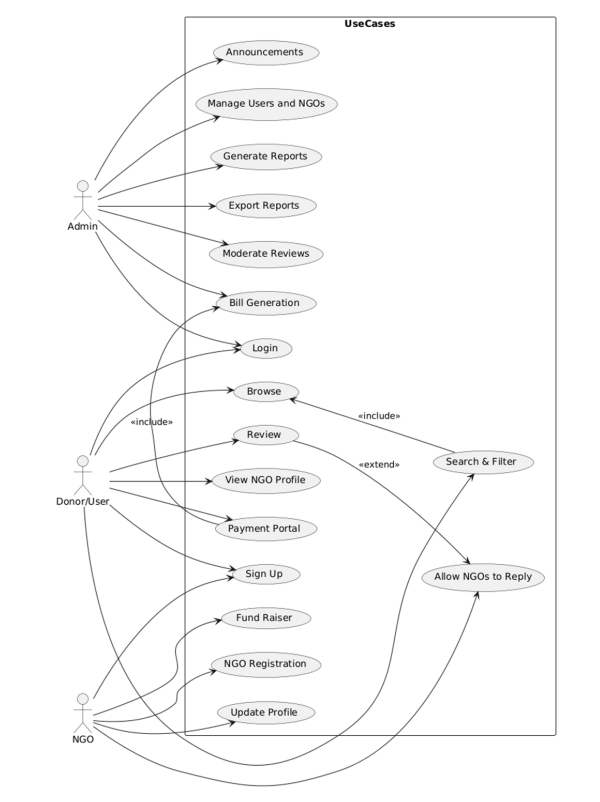 UseCases
Announcements
Manage Users and NGOs
Generate Reports
Export Reports
Admin
Moderate Reviews
Bill Generation
Login
Browse
«include»
«include»
Review
Search & Filter
«extend»
View NGO Profile
Donor/User
Payment Portal
Sign Up
Allow NGOs to Reply
Fund Raiser
NGO Registration
Update Profile
NGO